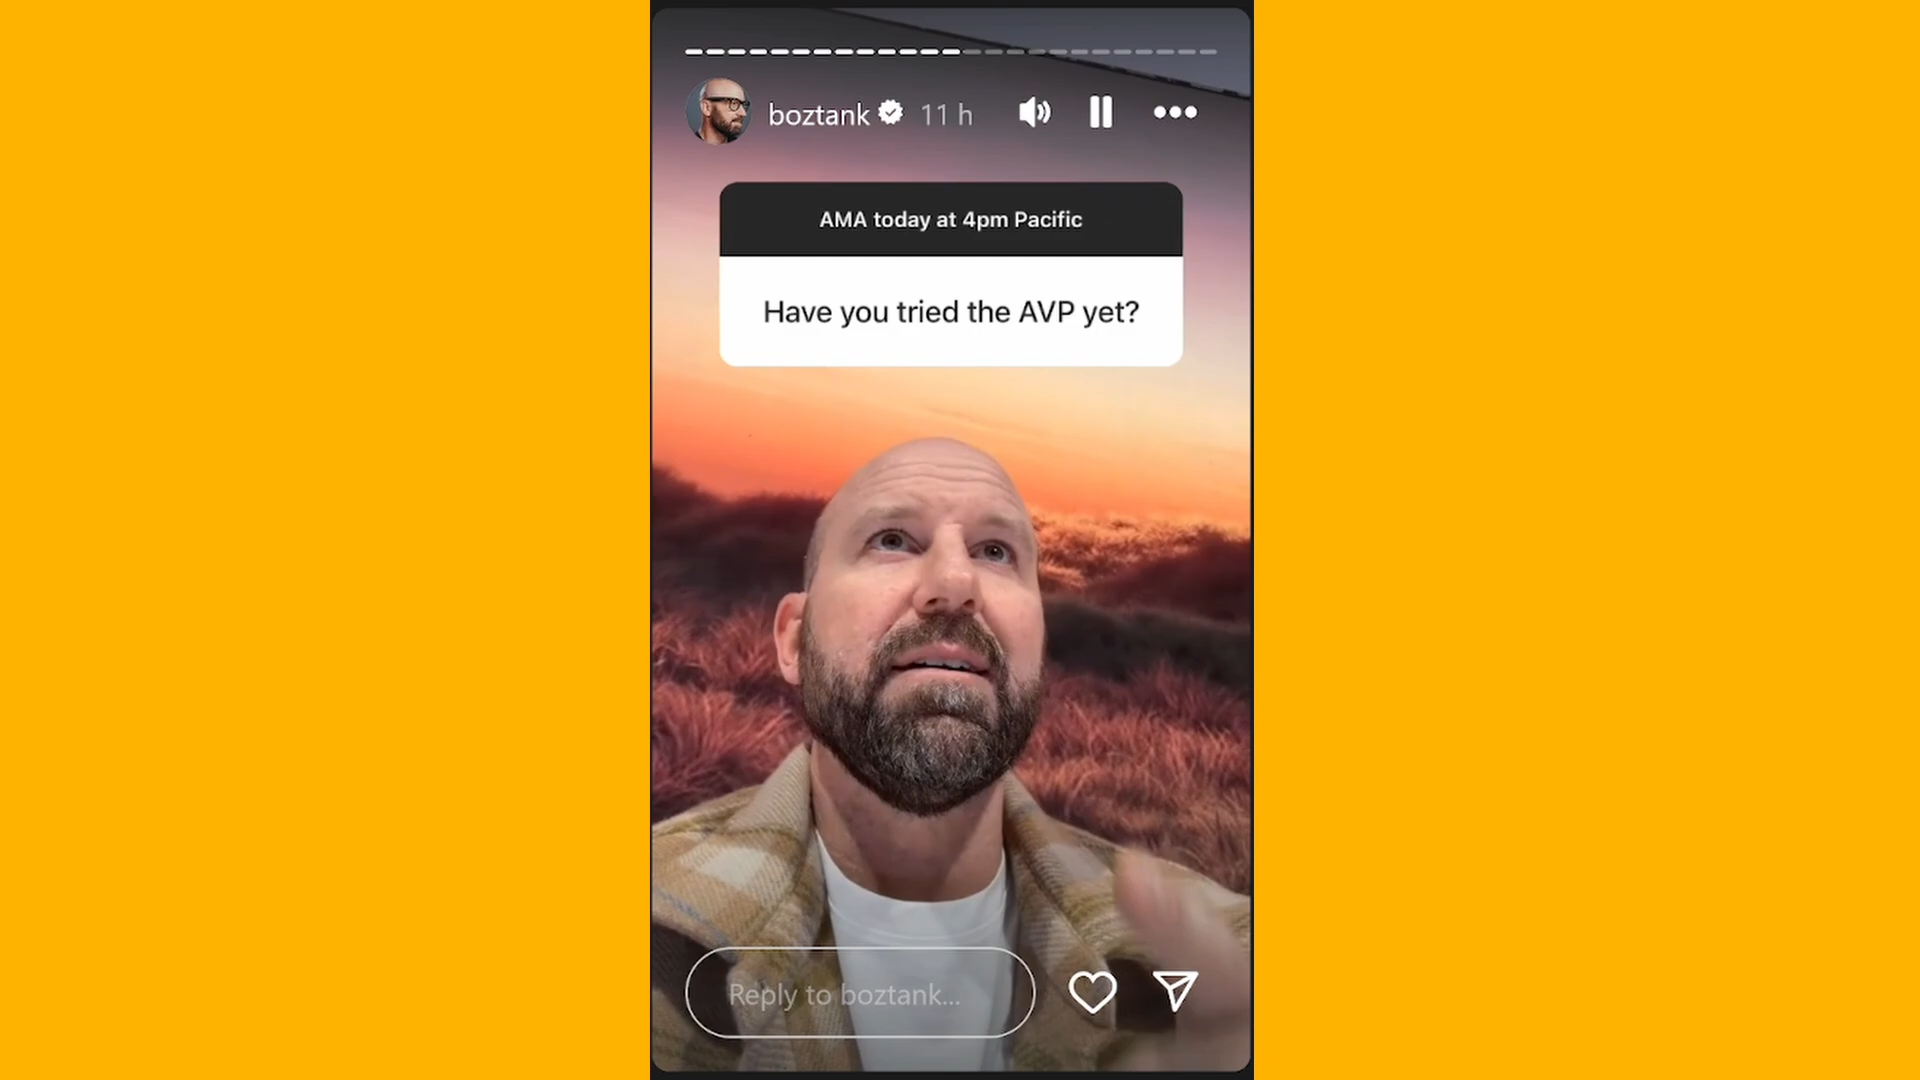 boztank 11 h
AMA today at 4pm Pacific
Have you tried the AVP yet?
Reply to boztank...